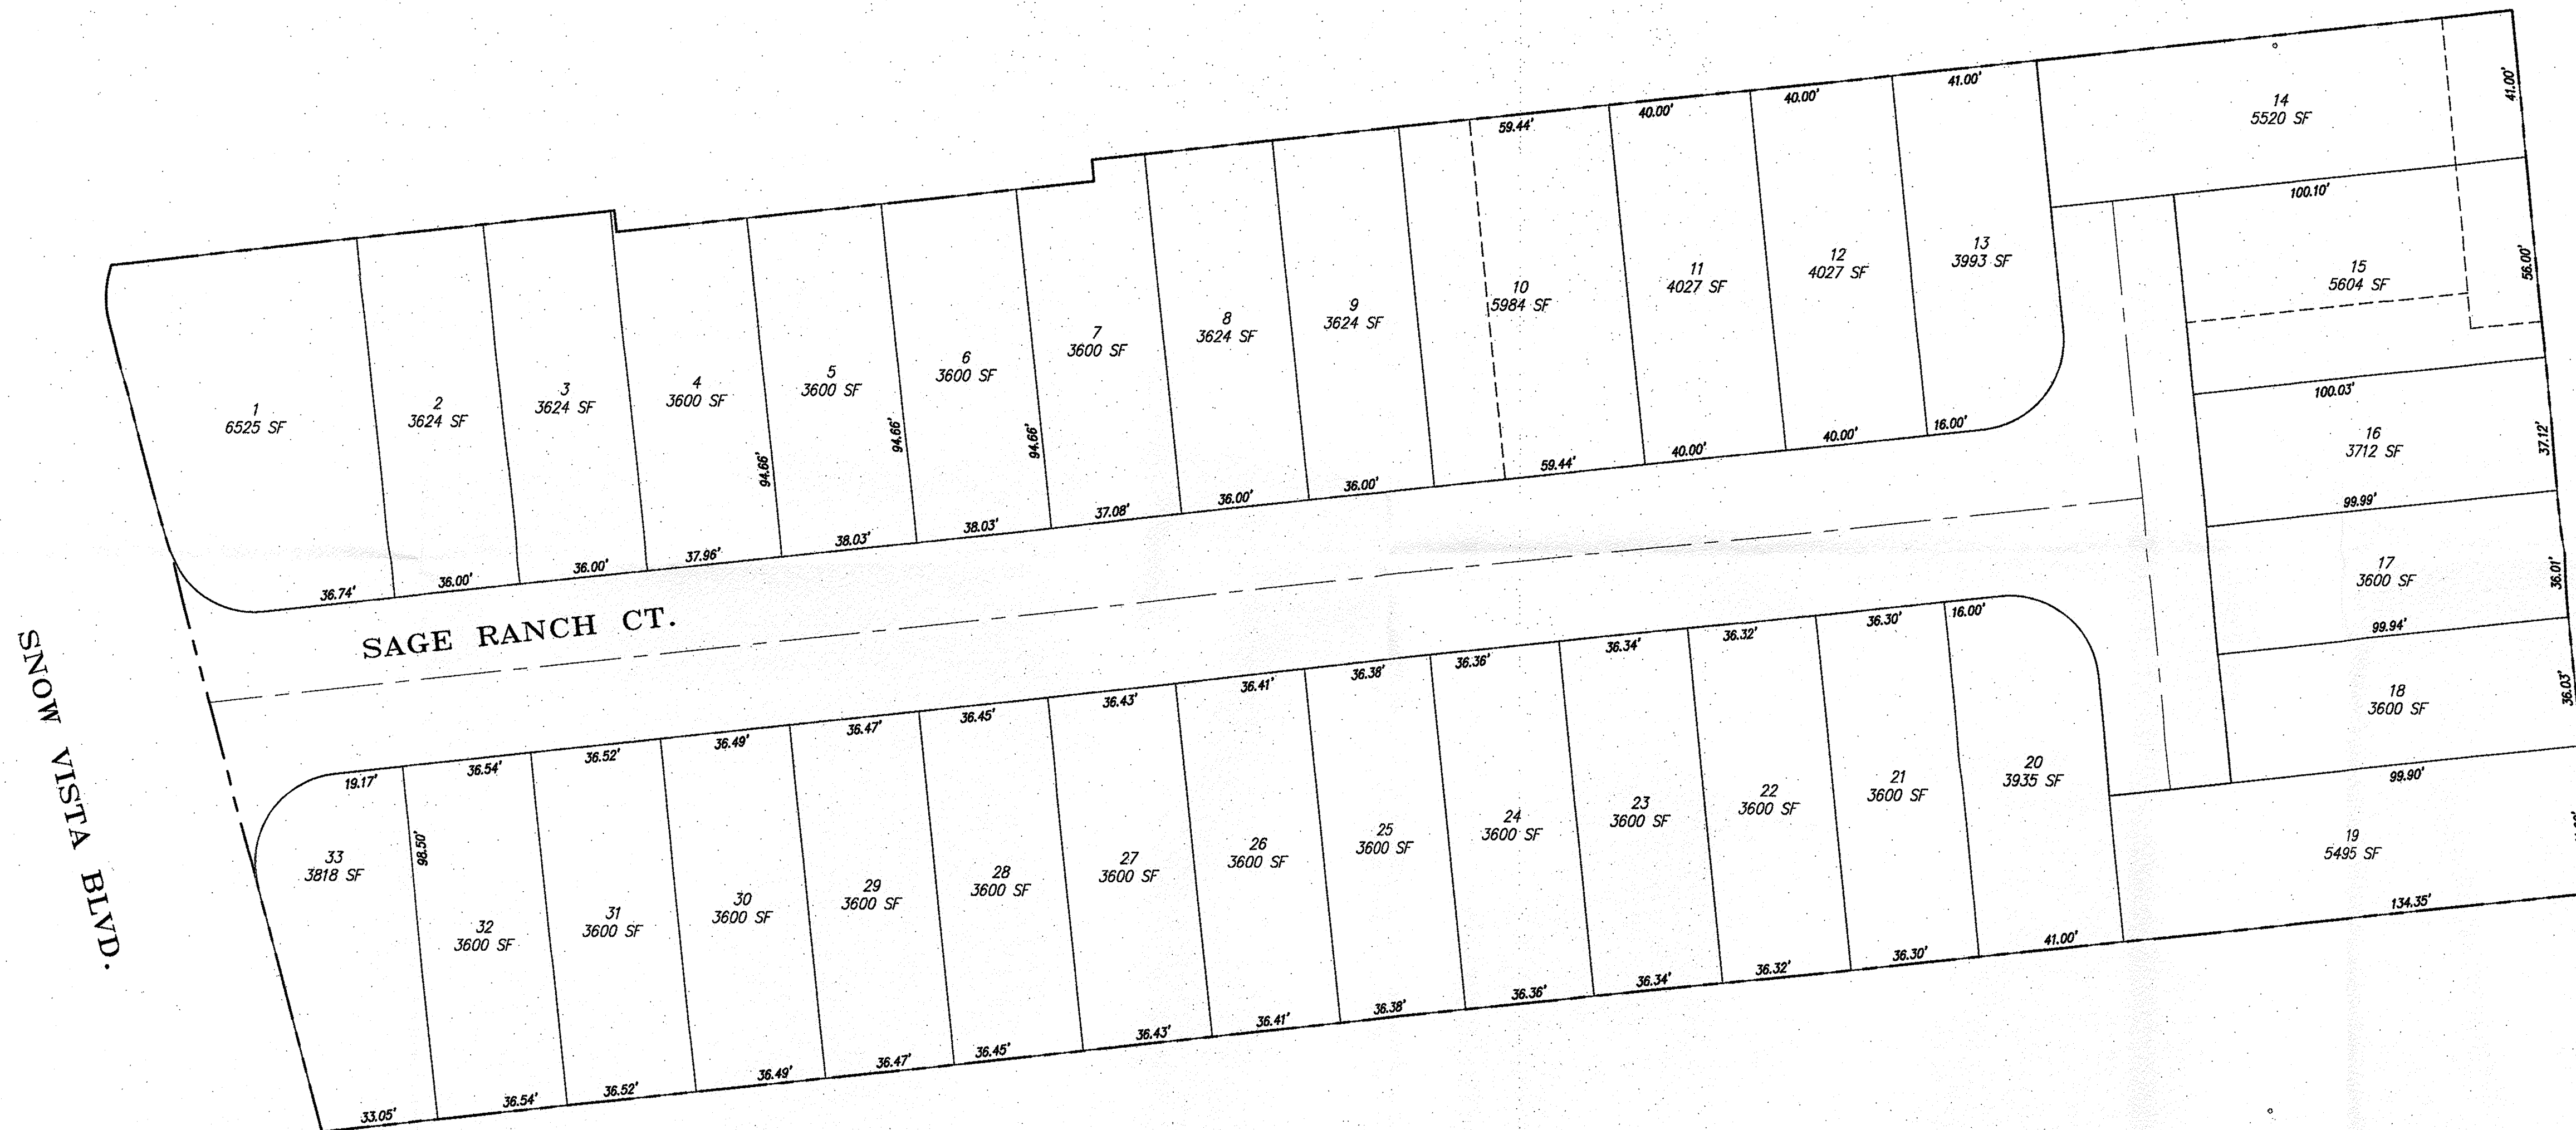 41.00'
14
5520 SF
41.00'
59.44'
40.00'
40.00'
100.10'
1
6525 SF
2
3624 SF
3
3624 SF
4
3600 SF
5
3600 SF
6
3600 SF
7
3600 SF
8
3624 SF
9
3624 SF
10
5984 SF
11
4027 SF
12
4027 SF
13
3993 SF
15
5604 SF
56.00'
94.66'
94.66'
94.66'
36.74'
36.00'
36.00'
37.96'
38.03'
38.03'
37.08'
36.00'
36.00'
59.44'
40.00'
40.00'
16.00'
100.03'
16
3712 SF
37.12'
99.99'
17
3600 SF
36.01'
99.94'
18
3600 SF
36.03'
99.90'
SAGE RANCH CT.
SNOW VISTA BLVD.
19.17'
36.54'
36.52'
36.49'
36.47'
36.45'
36.43'
36.41'
36.38'
36.36'
36.34'
36.32'
36.30'
16.00'
98.50'
33
3818 SF
32
3600 SF
31
3600 SF
30
3600 SF
29
3600 SF
28
3600 SF
27
3600 SF
26
3600 SF
25
3600 SF
24
3600 SF
23
3600 SF
22
3600 SF
21
3600 SF
20
3935 SF
19
5495 SF
33.05'
36.54'
36.52'
36.49'
36.47'
36.45'
36.43'
36.41'
36.38'
36.36'
36.34'
36.32'
36.30'
41.00'
134.35'